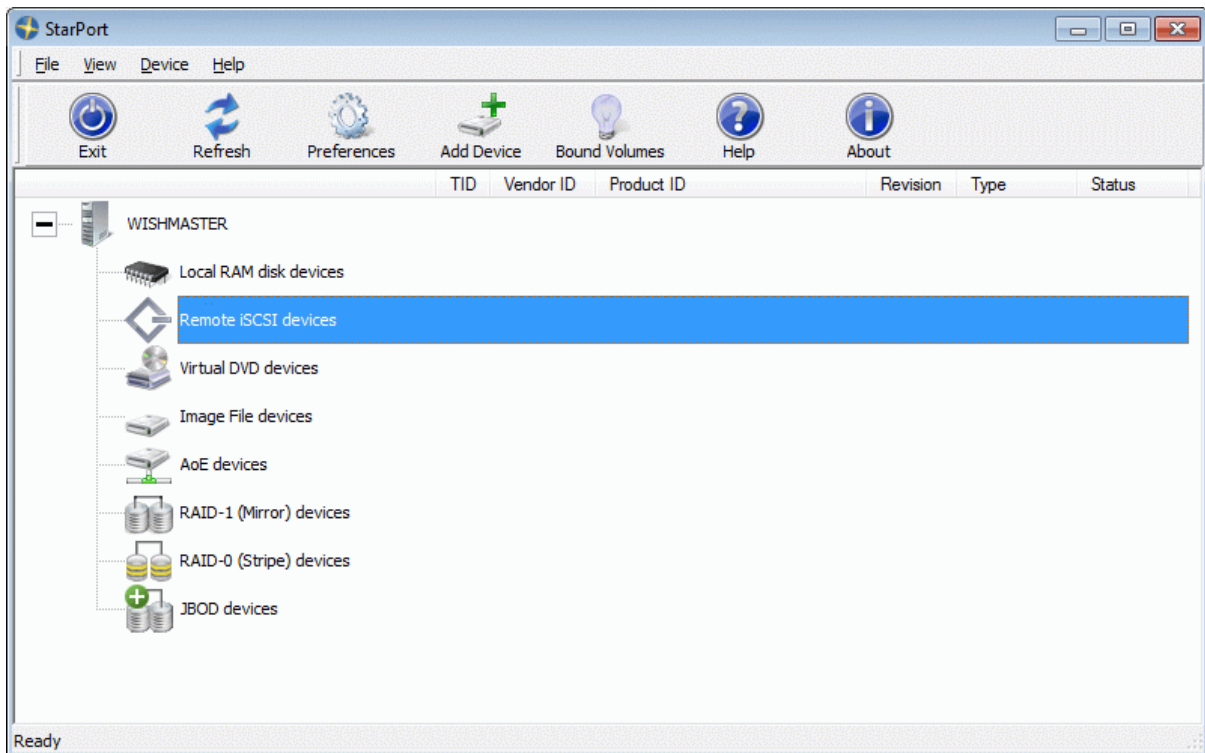 StarPort
File View Device Help
Exit Refresh Preferences Add Device Bound Volumes Help About
TID Vendor ID Product ID Revision Type Status
WISHMASTER
Local RAM disk devices
Remote iSCSI devices
Virtual DVD devices
Image File devices
AoE devices
RAID-1 (Mirror) devices
RAID-0 (Stripe) devices
JBOD devices
Ready